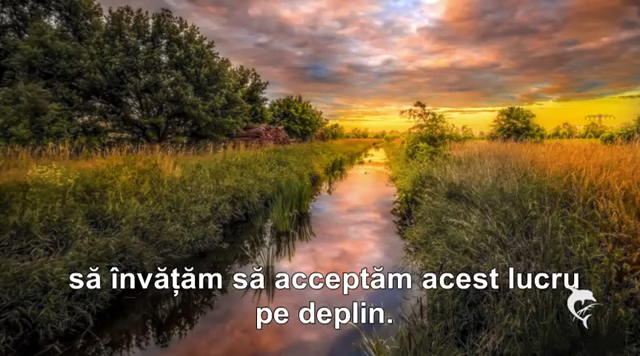 să învățăm să acceptăm acest lucru
pe deplin.